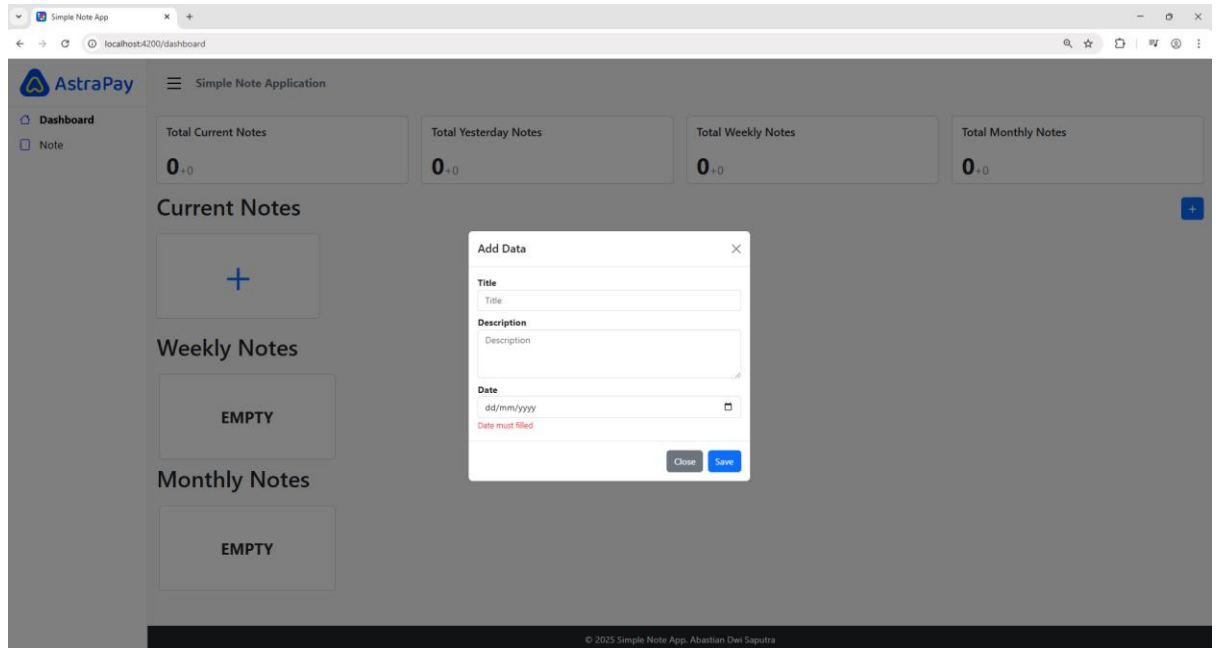 Simple Note App
localhost:4200/dashboard
AstraPay
Simple Note Application
Dashboard
Note
Total Current Notes
0 +0
Total Yesterday Notes
0 +0
Total Weekly Notes
0 +0
Total Monthly Notes
0 +0
Current Notes
+
+
Weekly Notes
EMPTY
Monthly Notes
EMPTY
Add Data
Title
Title
Description
Description
Date
dd/mm/yyyy
Date must filled
Close Save
© 2025 Simple Note App. Abastian Dwi Saputra